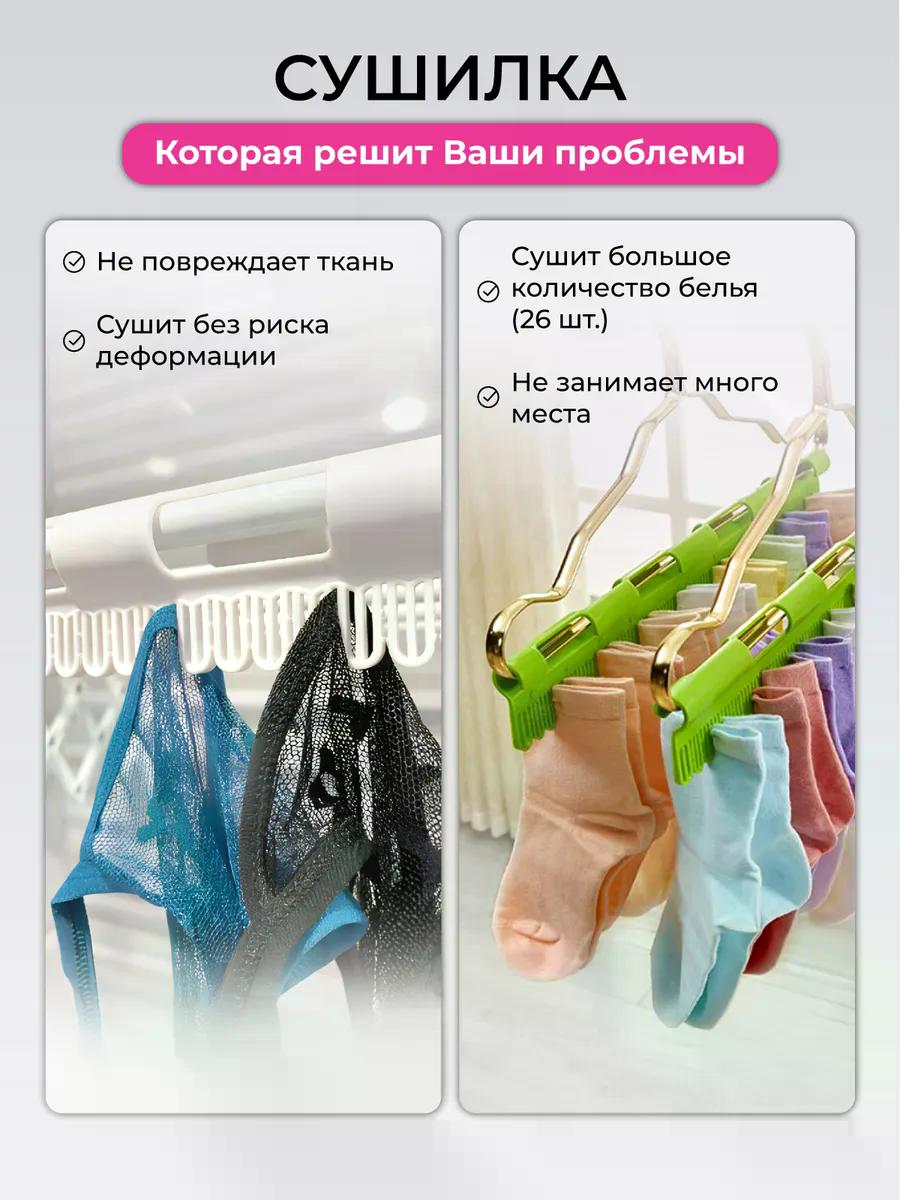 СУШИЛКА
Которая решит Ваши проблемы
Не повреждает ткань
Сушит без риска
деформации
Сушит большое
количество белья
(26 шт.)
Не занимает много
места